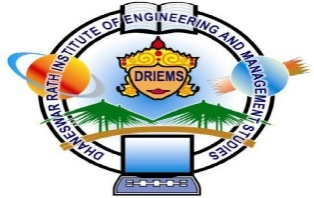 DHANESWAR RATH INSTITUTE OF ENGINEERING AND MANAGEMENT STUDIES
DRIEMS